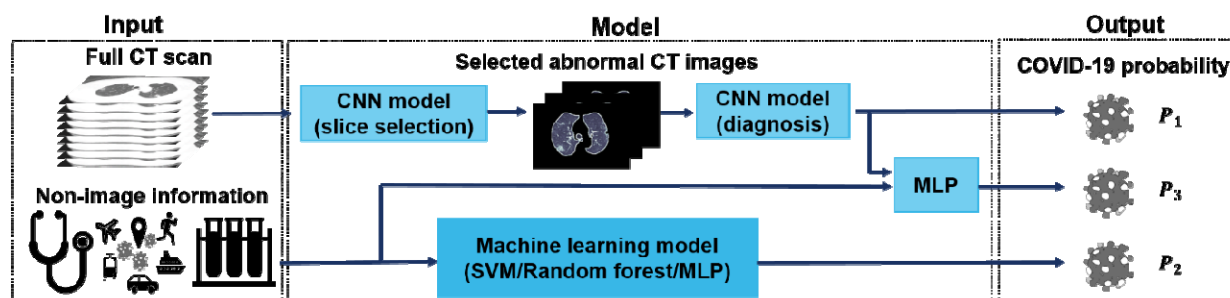 Input
Model
Output
Full CT scan
Selected abnormal CT images
COVID-19 probability
CNN model
(slice selection)
CNN model
(diagnosis)
P1
Non-image information
MLP
P3
Machine learning model
(SVM/Random forest/MLP)
P2